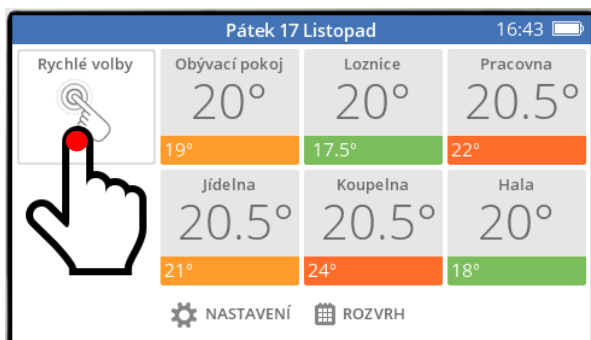 Pátek 17 Listopad 16:43
Rychlé volby
Obývací pokoj
20°
19°
Loznice
20°
17.5°
Pracovna
20.5°
22°
Jídelna
20.5°
21°
Koupelna
20.5°
24°
Hala
20°
18°
NASTAVENÍ
ROZVRH